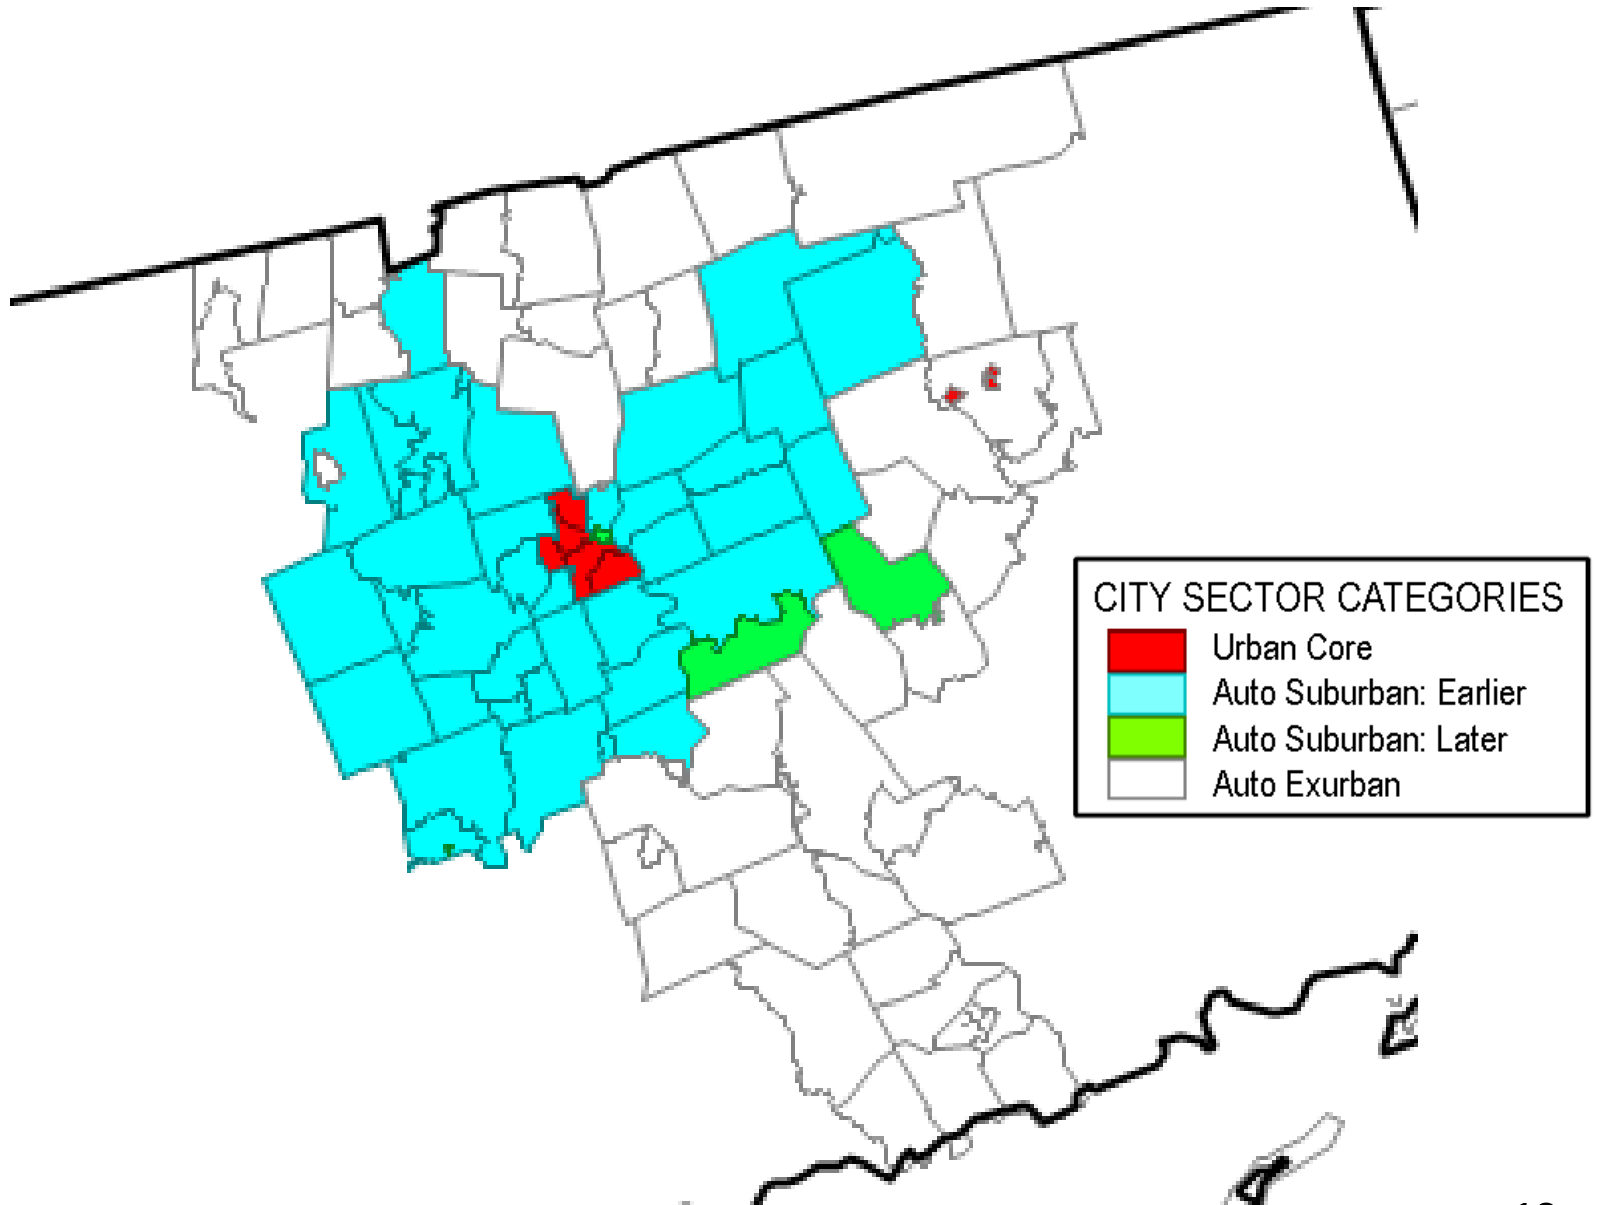 CITY SECTOR CATEGORIES
Urban Core
Auto Suburban: Earlier
Auto Suburban: Later
Auto Exurban